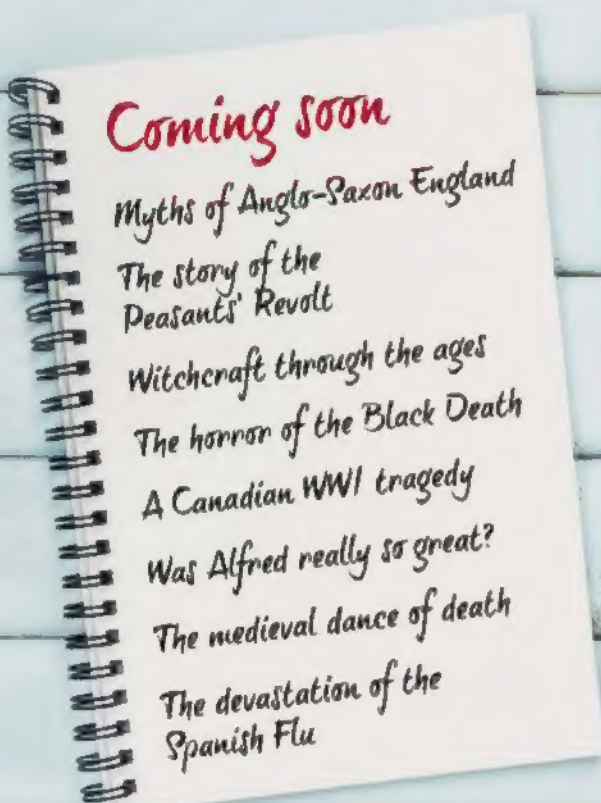 Coming soon
Myths of Anglo-Saxon England
The story of the
Peasants' Revolt
Witchcraft through the ages
The horror of the Black Death
A Canadian WWI tragedy
Was Alfred really so great?
The medieval dance of death
The devastation of the
Spanish Flu